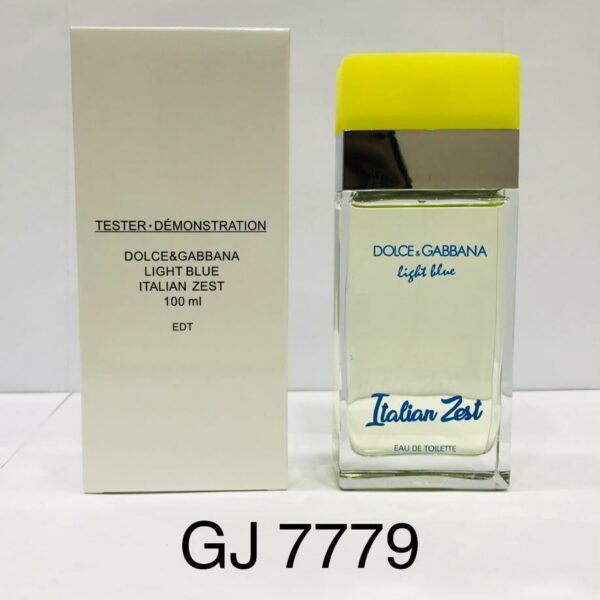 TESTER•DÉMONSTRATION
DOLCE&GABBANA
LIGHT BLUE
ITALIAN ZEST
100 ml
EDT
DOLCE&GABBANA
light blue
Italian Zest
EAU DE TOILETTE
GJ 7779